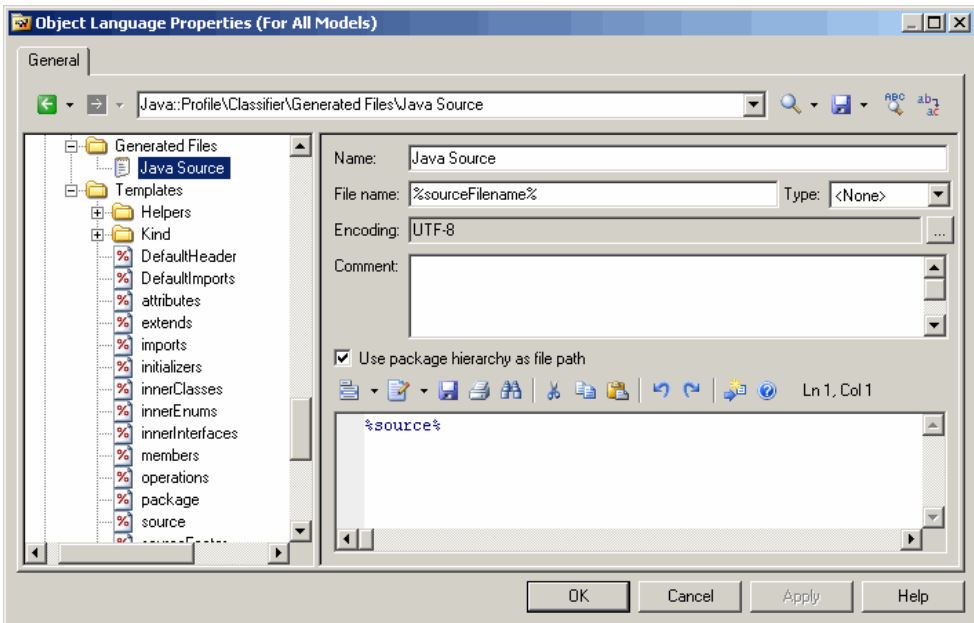 Object Language Properties (For All Models)
General
Java::Profile\Classifier\Generated Files\Java Source
ABC
ab
ac
Generated Files
Java Source
Templates
Helpers
Kind
DefaultHeader
DefaultImports
attributes
extends
imports
initializers
innerClasses
innerEnums
innerInterfaces
members
operations
package
source
Name: Java Source
File name: %sourceFilename% Type: <None>
Encoding: UTF-8 ...
Comment:
Use package hierarchy as file path
Ln 1, Col 1
%source%
OK Cancel Apply Help